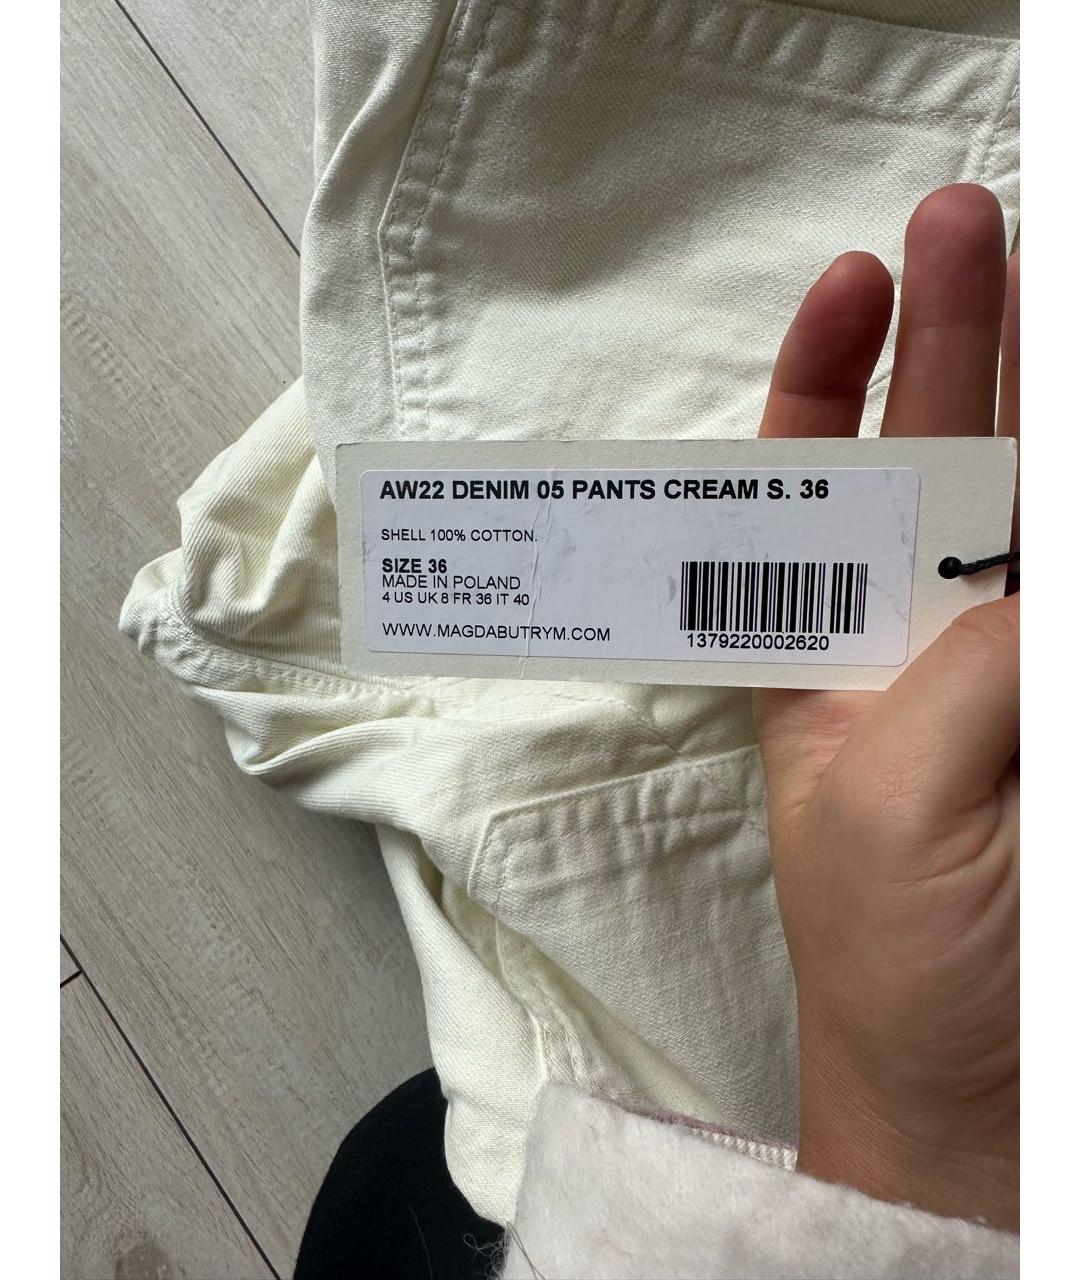 AW22 DENIM 05 PANTS CREAM S. 36
SHELL 100% COTTON.
SIZE 36
MADE IN POLAND
4 US UK 8 FR 36 IT 40
WWW.MAGDABUTRYM.COM
1379220002620